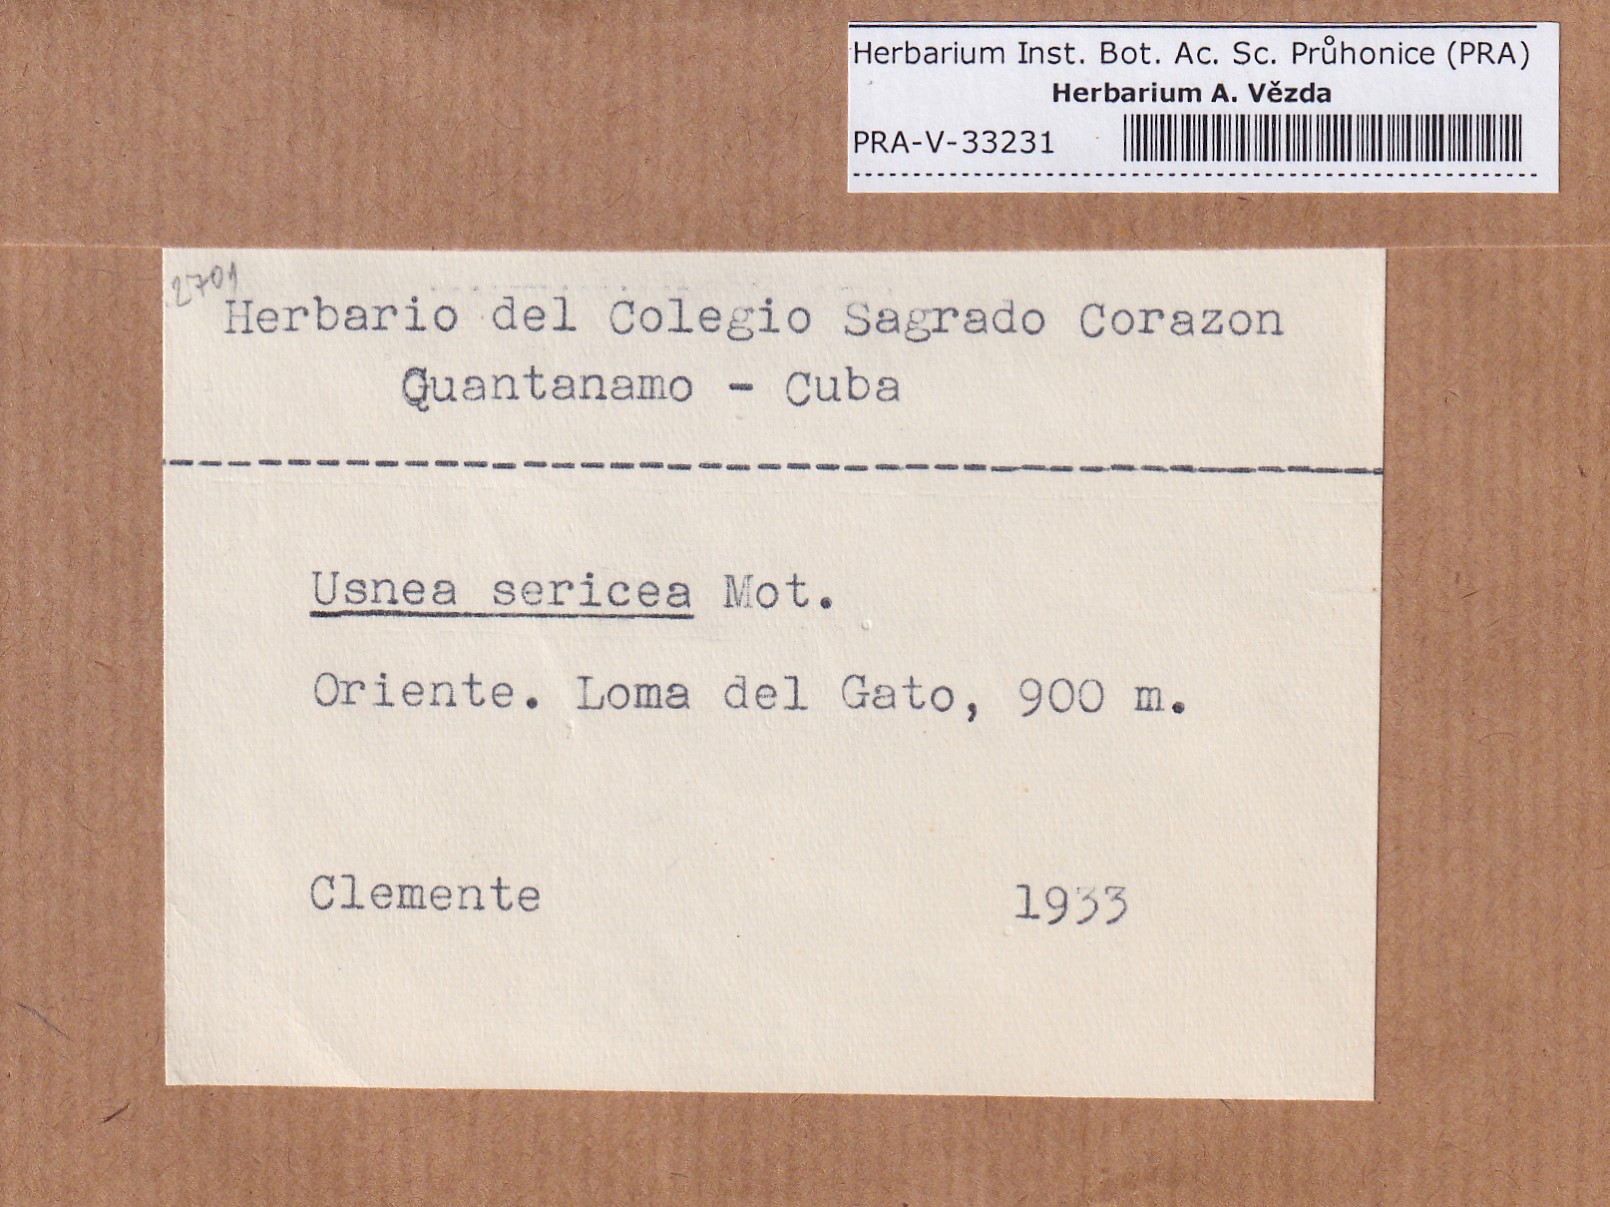 Herbarium Inst. Bot. Ac. Sc. Průhonice (PRA)
Herbarium A. Vězda
PRA-V-33231
2701
Herbario del Colegio Sagrado Corazon
Guantanamo - Cuba
Usnea sericea Mot.
Oriente. Loma del Gato, 900 m.
Clemente 1933